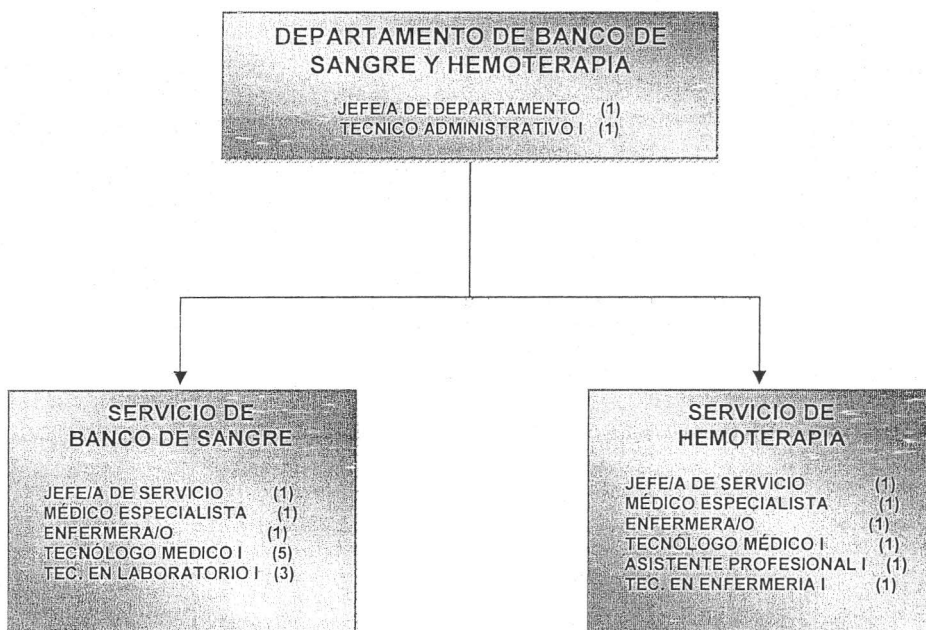 DEPARTAMENTO DE BANCO DE
SANGRE Y HEMOTERAPIA
JEFE/A DE DEPARTAMENTO (1)
TECNICO ADMINISTRATIVO I (1)
SERVICIO DE
BANCO DE SANGRE
JEFE/A DE SERVICIO (1)
MÉDICO ESPECIALISTA (1)
ENFERMERA/O (1)
TECNÓLOGO MEDICO I (5)
TEC. EN LABORATORIO I (3)
SERVICIO DE
HEMOTERAPIA
JEFE/A DE SERVICIO (1)
MÉDICO ESPECIALISTA (1)
ENFERMERA/O (1)
TECNÓLOGO MÉDICO I (1)
ASISTENTE PROFESIONAL I (1)
TEC. EN ENFERMERIA I (1)